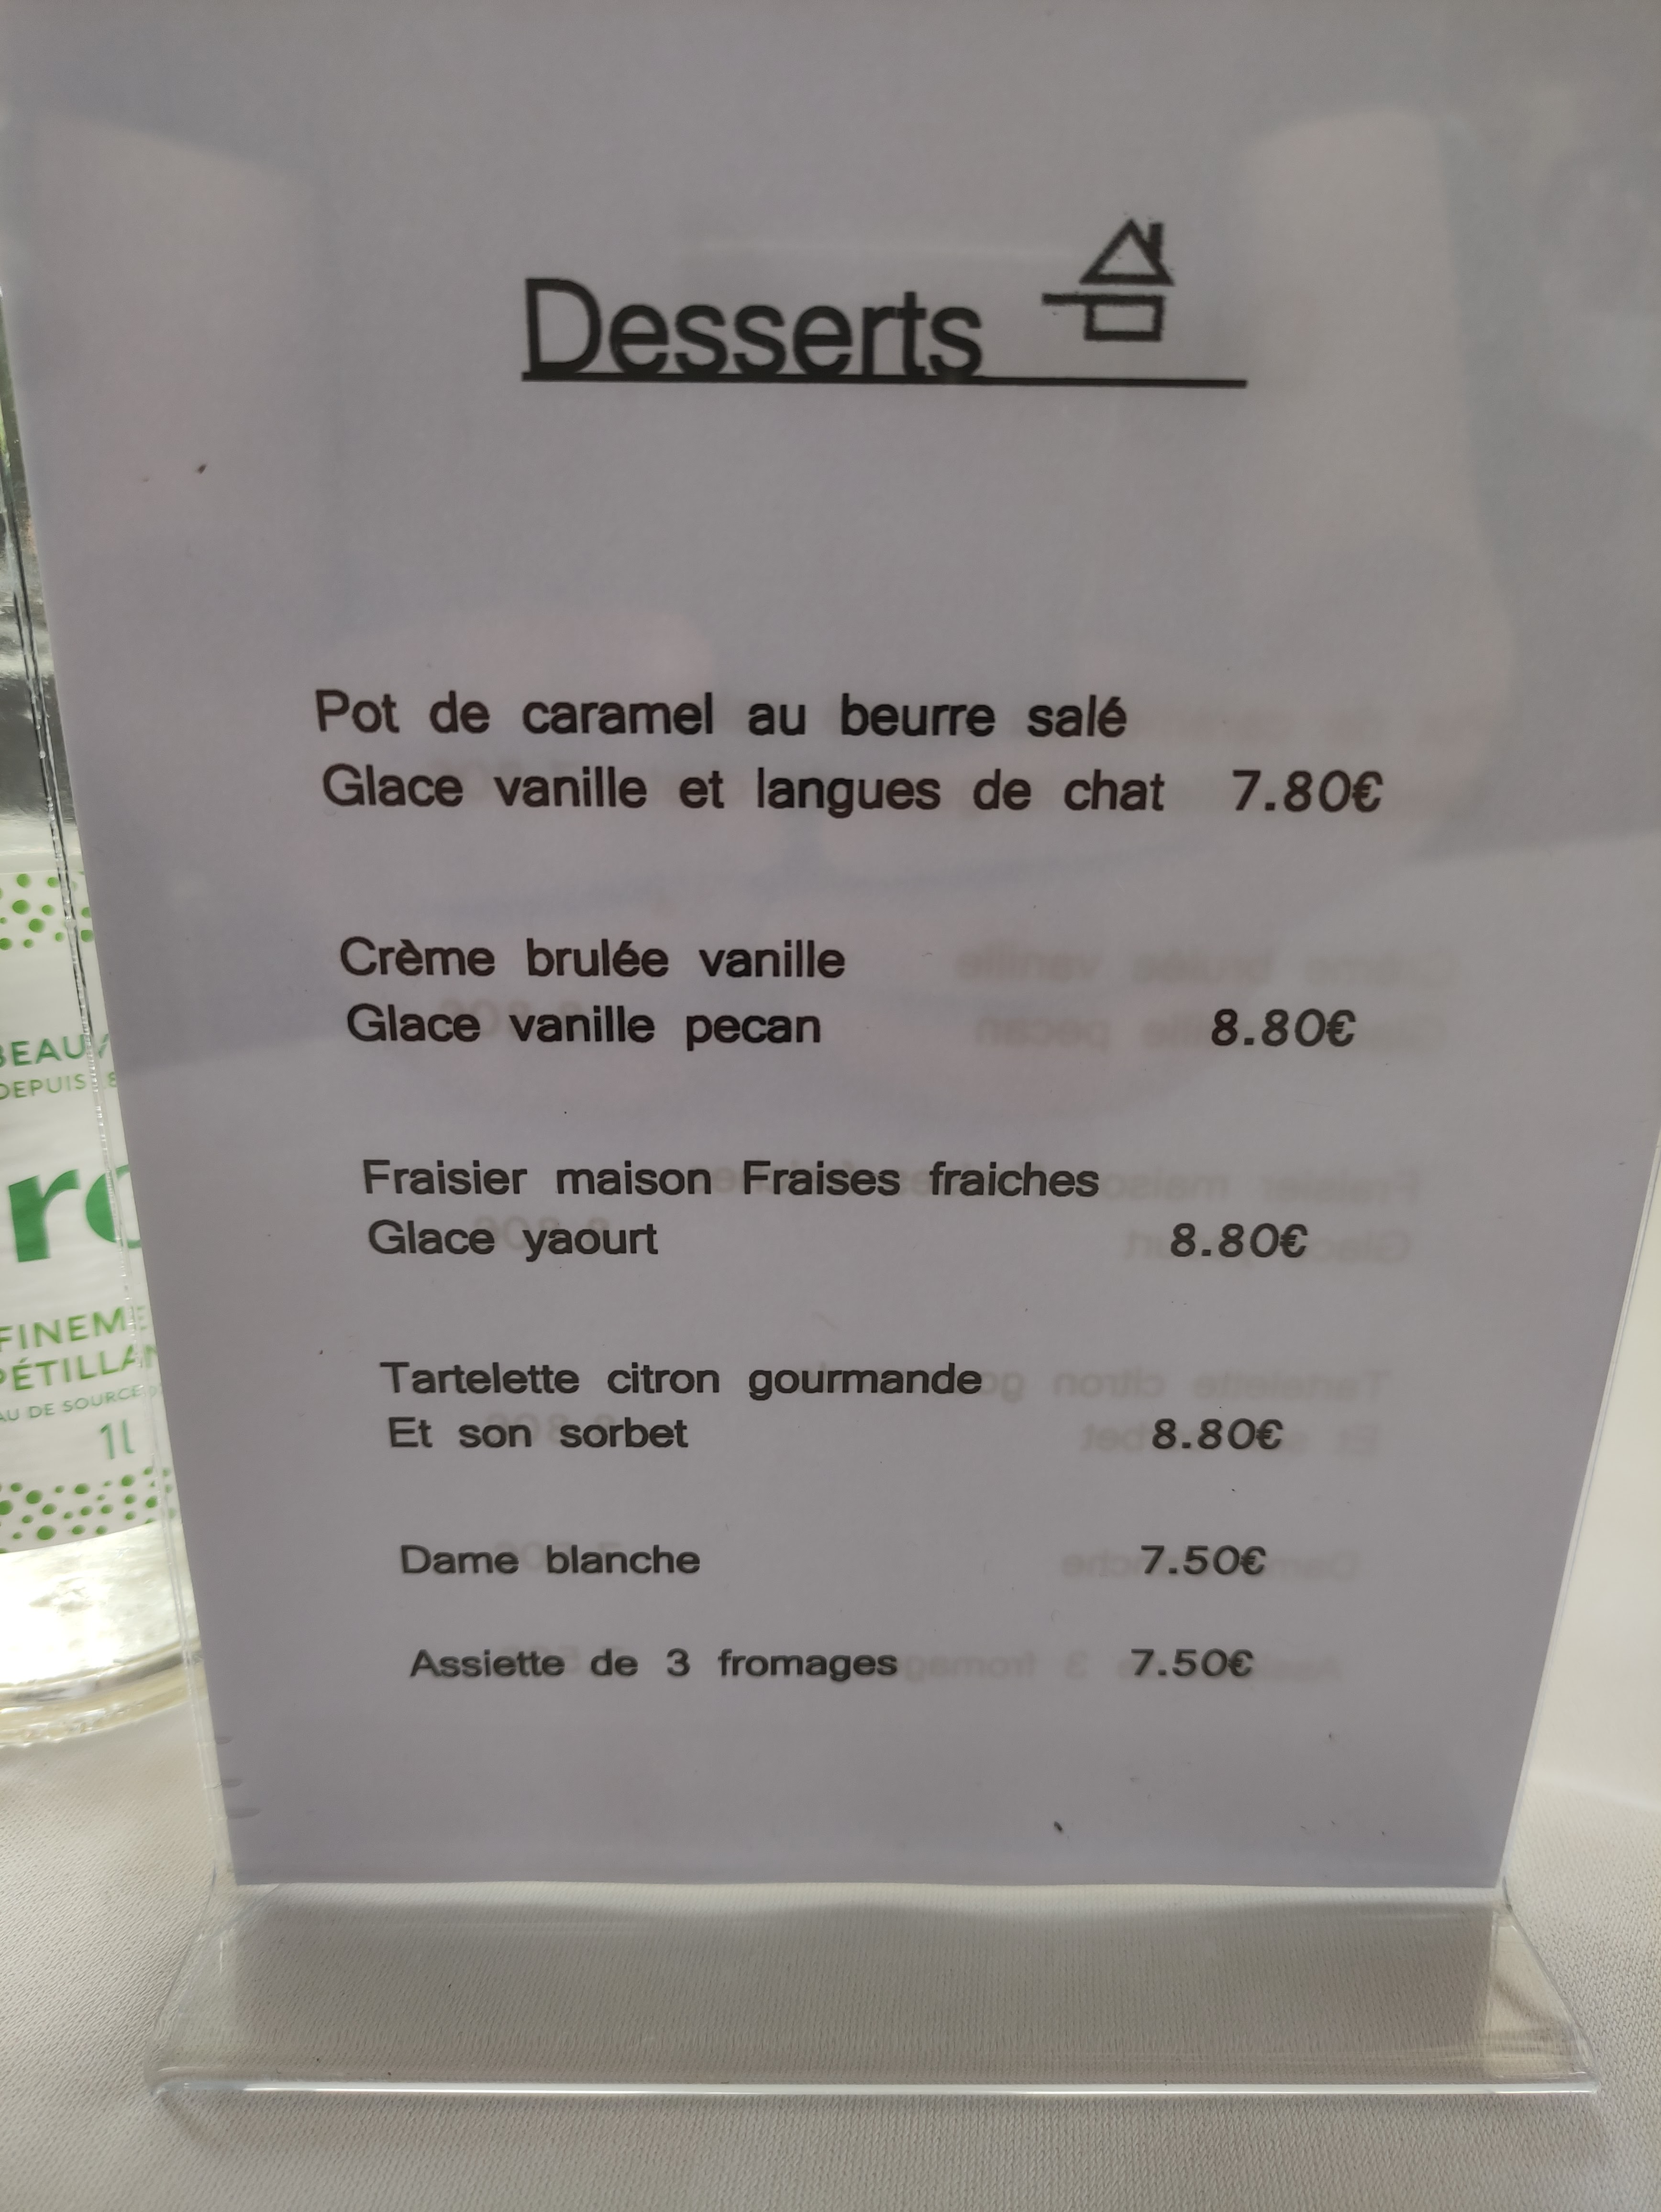 Desserts
Pot de caramel au beurre salé
Glace vanille et langues de chat 7.80€
Crème brulée vanille
Glace vanille pecan 8.80€
Fraisier maison Fraises fraiches
Glace yaourt 8.80€
Tartelette citron gourmande
Et son sorbet 8.80€
Dame blanche 7.50€
Assiette de 3 fromages 7.50€
DEPUIS
1L